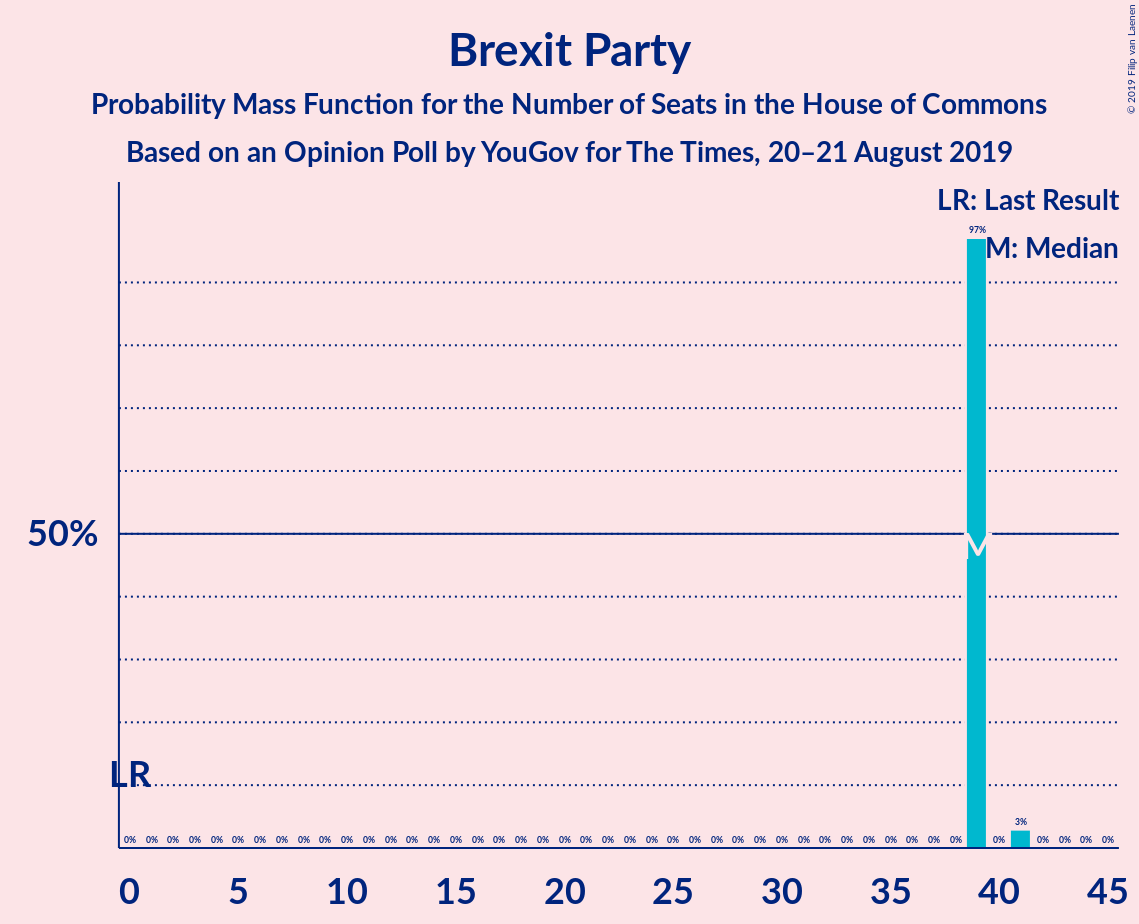 Brexit Party
Probability Mass Function for the Number of Seats in the House of Commons
Based on an Opinion Poll by YouGov for The Times, 20–21 August 2019
© 2019 Filip van Laenen
LR: Last Result
97%
M: Median
50%
M
LR
3%
0% 0% 0% 0% 0% 0% 0% 0% 0% 0% 0% 0% 0% 0% 0% 0% 0% 0% 0% 0% 0% 0% 0% 0% 0% 0% 0% 0% 0% 0% 0% 0% 0% 0% 0% 0% 0% 0% 0% 0% 0% 0% 0% 0%
0 5 10 15 20 25 30 35 40 45